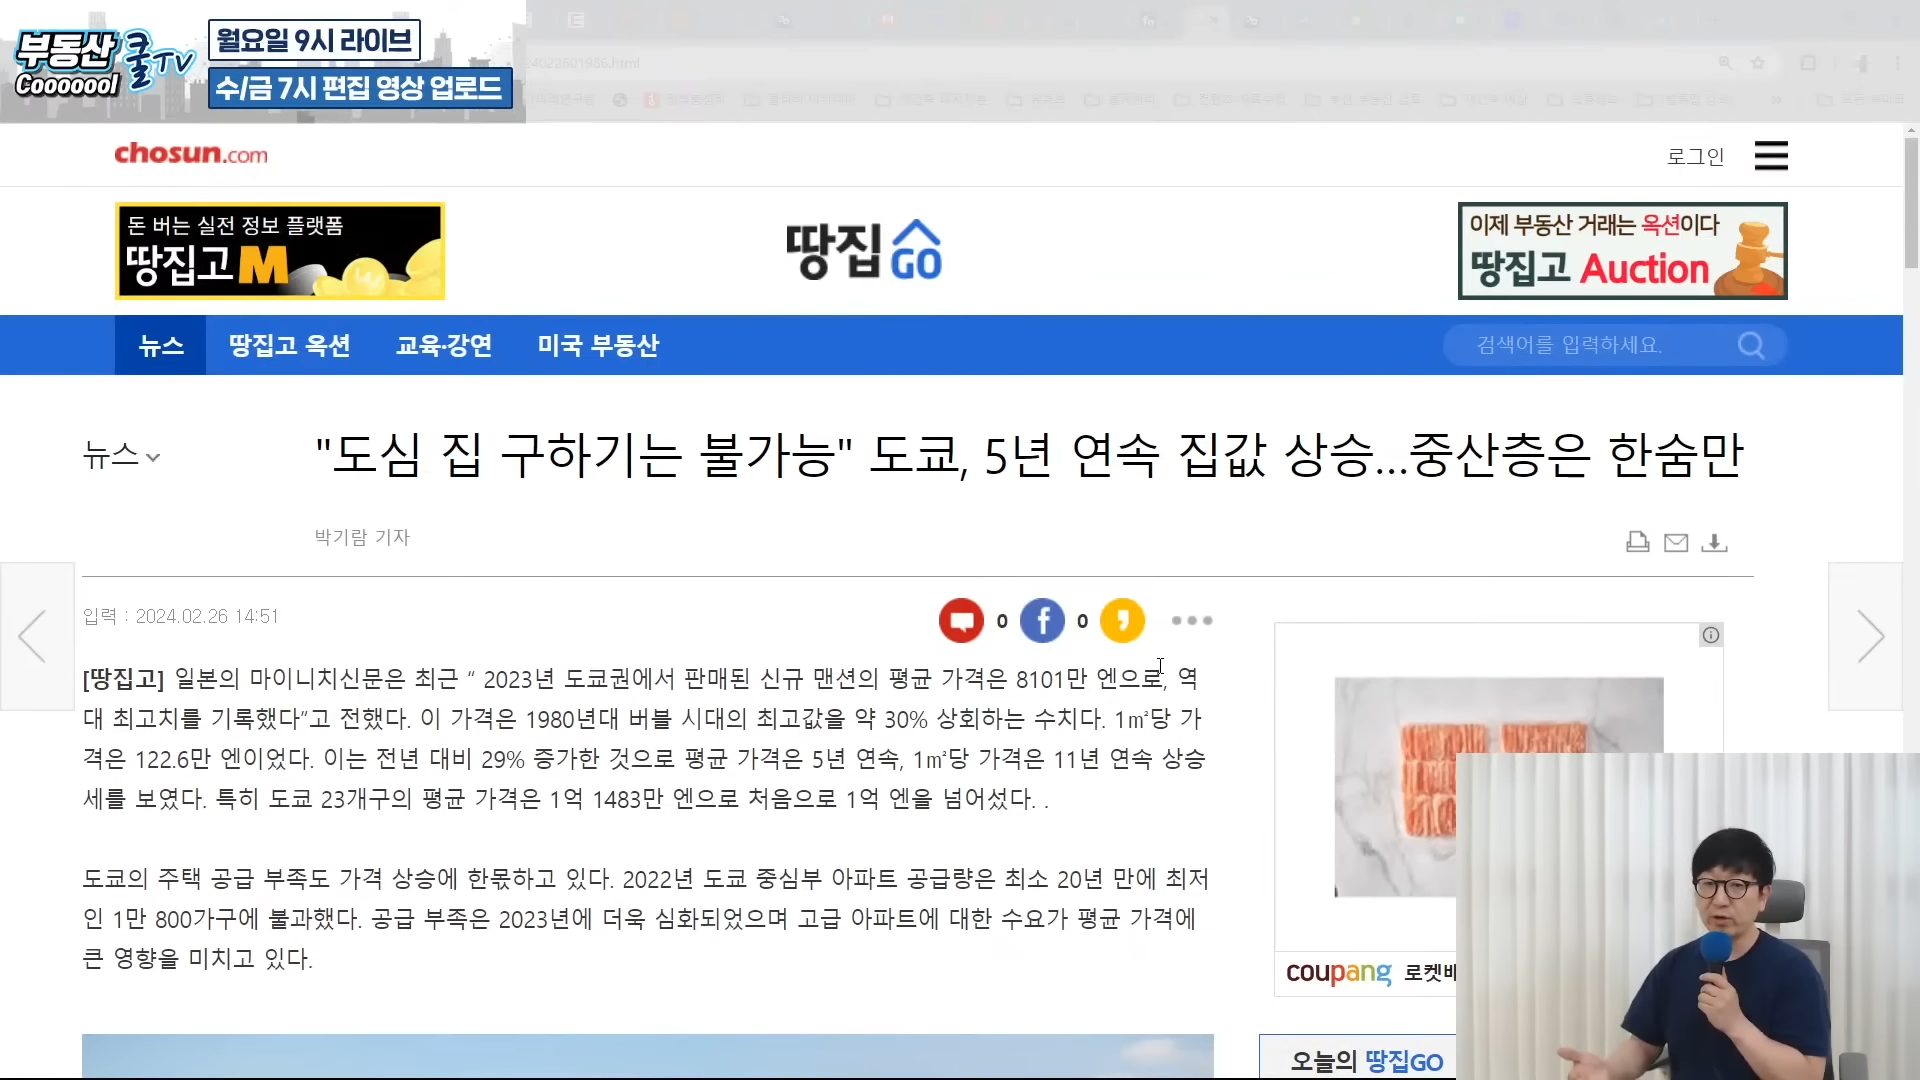 부동산
Cooooool
쿨TV
월요일 9시 라이브
수/금 7시 편집 영상 업로드
chosun.com
로그인
돈 버는 실전 정보 플랫폼
땅집고M
땅집GO
이제 부동산 거래는 옥션이다
땅집고 Auction
뉴스
땅집고 옥션
교육·강연
미국 부동산
검색어를 입력하세요.
뉴스
"도심 집 구하기는 불가능" 도쿄, 5년 연속 집값 상승...중산층은 한숨만
박기람 기자
입력 : 2024.02.26 14:51
0
0
[땅집고] 일본의 마이니치신문은 최근 “ 2023년 도쿄권에서 판매된 신규 맨션의 평균 가격은 8101만 엔으로, 역
대 최고치를 기록했다”고 전했다. 이 가격은 1980년대 버블 시대의 최고값을 약 30% 상회하는 수치다. 1㎡당 가
격은 122.6만 엔이었다. 이는 전년 대비 29% 증가한 것으로 평균 가격은 5년 연속, 1㎡당 가격은 11년 연속 상승
세를 보였다. 특히 도쿄 23개구의 평균 가격은 1억 1483만 엔으로 처음으로 1억 엔을 넘어섰다. .
도쿄의 주택 공급 부족도 가격 상승에 한몫하고 있다. 2022년 도쿄 중심부 아파트 공급량은 최소 20년 만에 최저
인 1만 800가구에 불과했다. 공급 부족은 2023년에 더욱 심화되었으며 고급 아파트에 대한 수요가 평균 가격에
큰 영향을 미치고 있다.
coupang 로켓배
오늘의 땅집GO